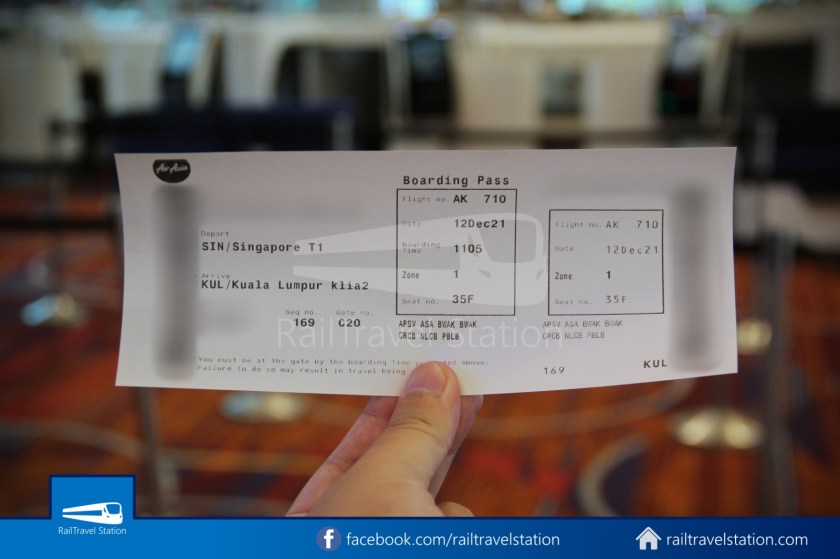 AirAsia
Boarding Pass
Depart
SIN/Singapore T1
Arrive
KUL/Kuala Lumpur klia2
Seq no. Gate no.
169 C20
Flight no. AK 710
Date 12Dec21
Boarding Time 1105
Zone 1
Seat no. 35F
APSV ASA BWAK BWAK
CRCB NLCB PBLB
You must be at the gate by the boarding time above.
Failure to do so may result in travel being
Flight no. AK 710
Date 12Dec21
Zone 1
Seat no. 35F
APSV ASA BWAK BWAK
CRCB NLCB PBLB
169 KUL
RailTravel Station
RailTravel Station
facebook.com/railtravelstation
railtravelstation.com